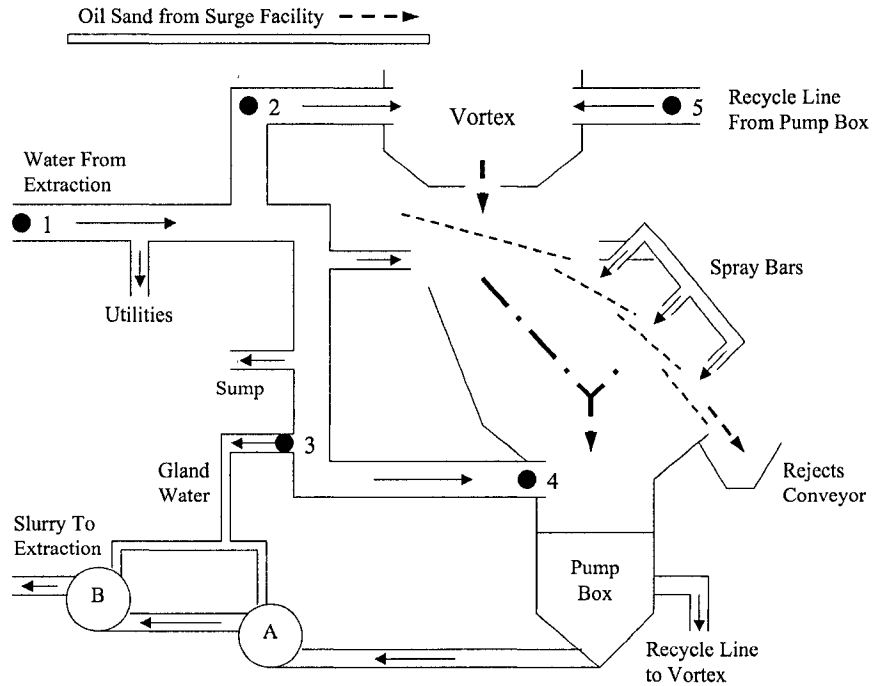 Oil Sand from Surge Facility
2
Vortex
5
Recycle Line
From Pump Box
Water From
Extraction
1
Utilities
Spray Bars
Sump
3
Gland
Water
4
Rejects
Conveyor
Slurry To
Extraction
B
A
Pump
Box
Recycle Line
to Vortex